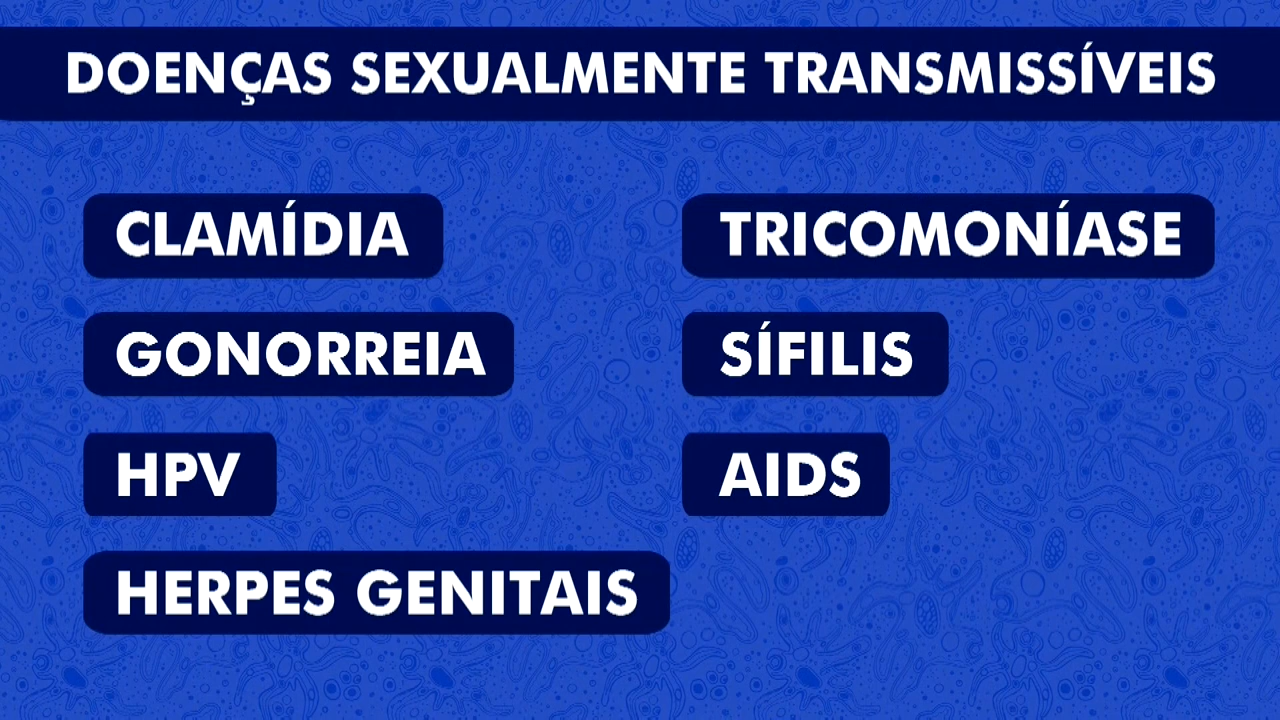 DOENÇAS SEXUALMENTE TRANSMISSÍVEIS
CLAMÍDIA
GONORREIA
HPV
HERPES GENITAIS
TRICOMONÍASE
SÍFILIS
AIDS